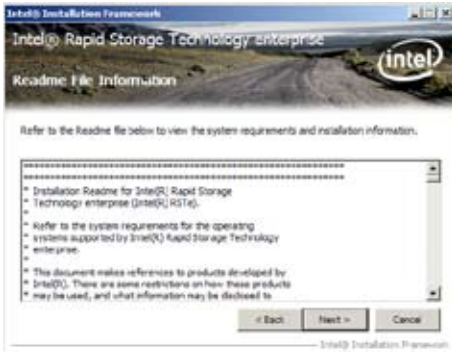 Intel® Installation Framework
Intel® Rapid Storage Technology enterprise
intel
Readme File Information
Refer to the Readme file below to view the system requirements and installation information.
* Installation Readme for Intel(R) Rapid Storage
* Technology enterprise (Intel(R) RSTe).
*
* Refer to the system requirements for the operating
* systems supported by Intel(R) Rapid Storage Technology
* enterprise.
*
* This document makes references to products developed by
* Intel(R). There are some restrictions on how these products
* may be used, and what information may be disclosed to
< Back
Next >
Cancel
Intel® Installation Framework